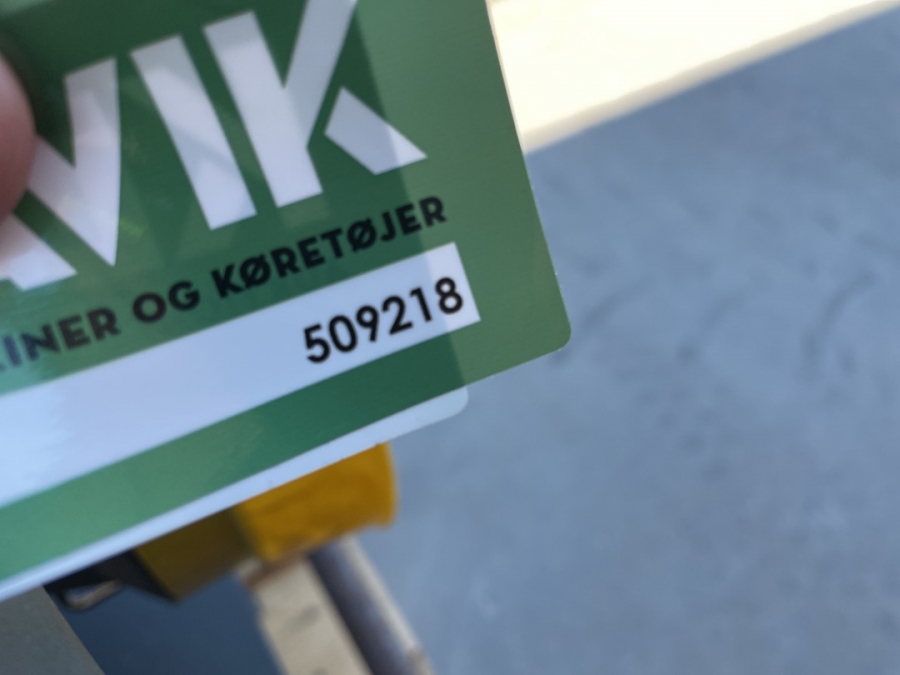 VIK
INER OG KØRETØJER
509218